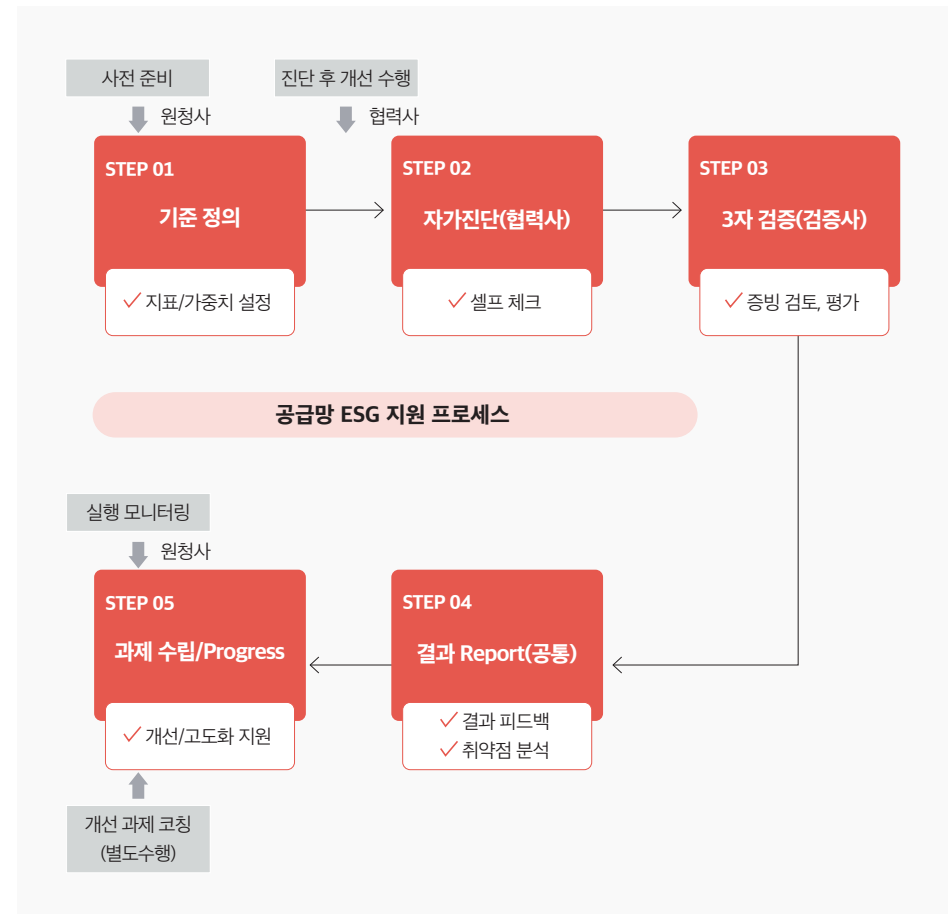 사전 준비
원청사
진단 후 개선 수행
협력사
STEP 01
기준 정의
✓ 지표/가중치 설정
STEP 02
자가진단(협력사)
✓ 셀프 체크
STEP 03
3자 검증(검증사)
✓ 증빙 검토, 평가
공급망 ESG 지원 프로세스
실행 모니터링
원청사
STEP 05
과제 수립/Progress
✓ 개선/고도화 지원
개선 과제 코칭
(별도수행)
STEP 04
결과 Report(공통)
✓ 결과 피드백
✓ 취약점 분석